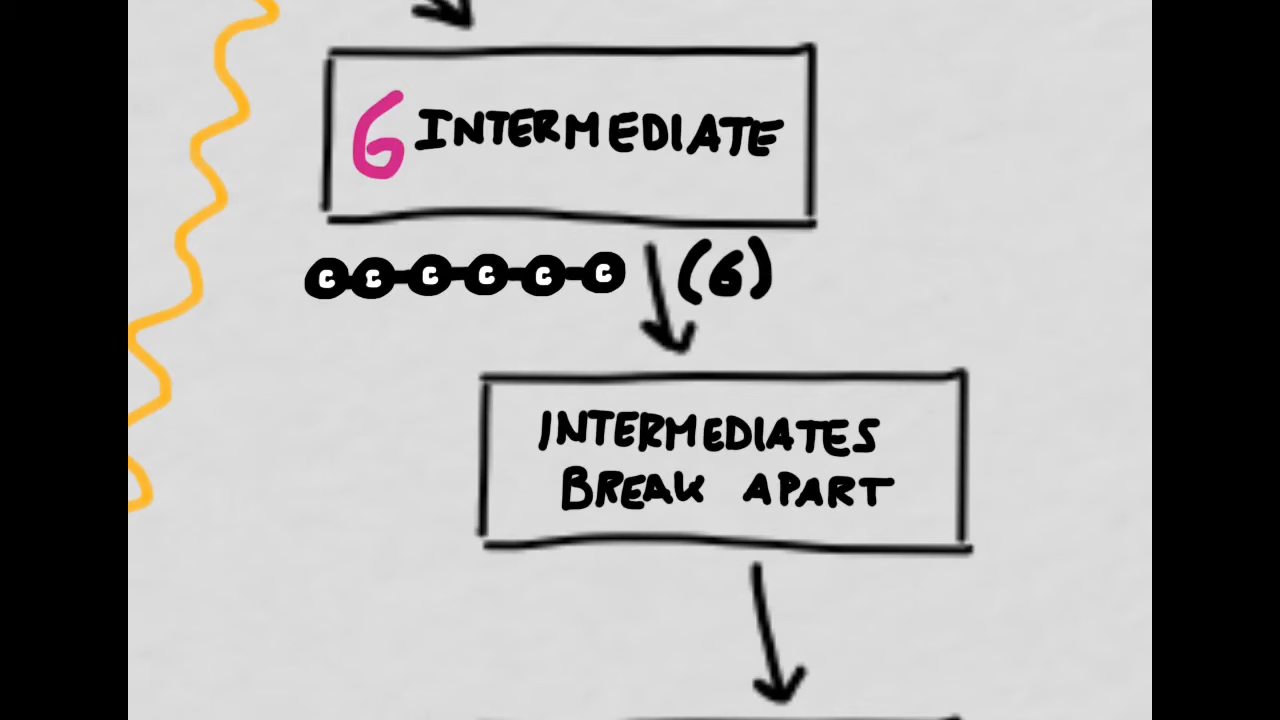 6 INTERMEDIATE
C C C C C C (6)
INTERMEDIATES
BREAK APART